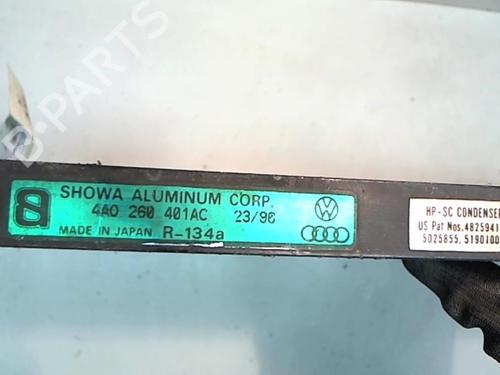 SHOWA ALUMINUM CORP.
4A0 260 401AC 23/96
MADE IN JAPAN R-134a
HP-SC CONDENSER
US Pat Nos.4825941
5025855,5190100
B-PARTS